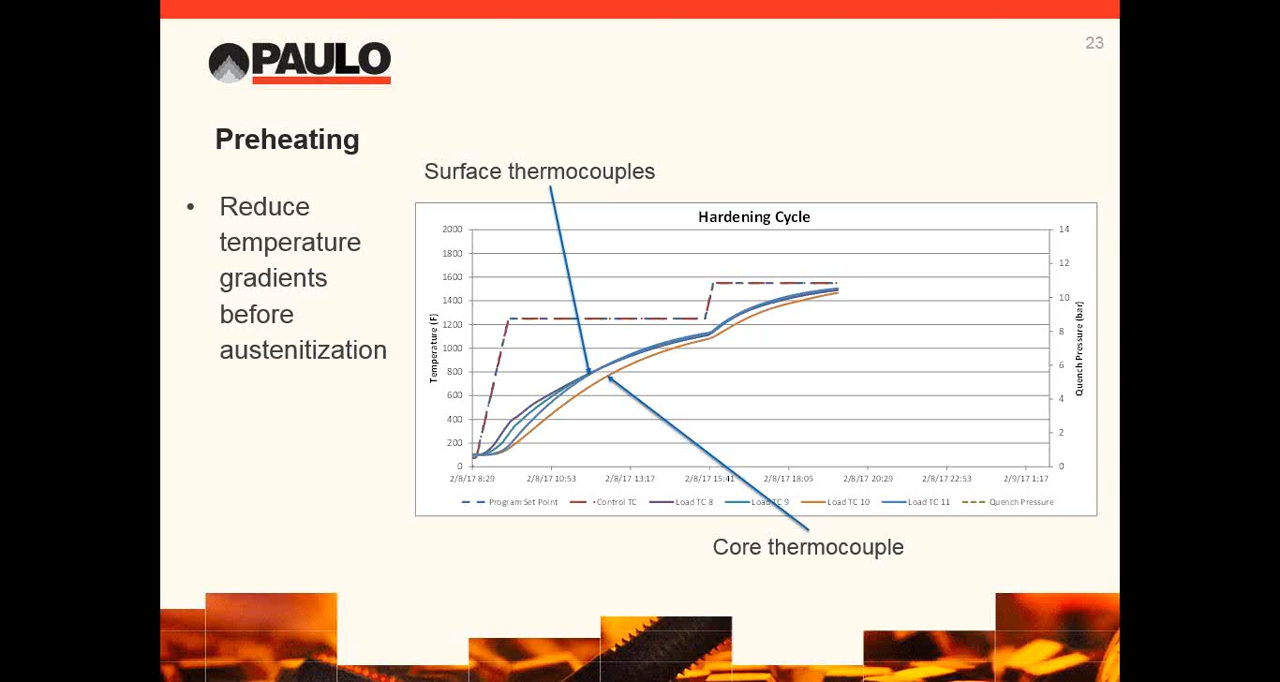 23
PAULO
Preheating
• Reduce
temperature
gradients
before
austenitization
Surface thermocouples
Hardening Cycle
2000
1800
1600
1400
1200
1000
800
600
400
200
0
Temperature (F)
14
12
10
8
6
4
2
0
Quench Pressure (bar)
2/8/17 8:29 2/8/17 10:53 2/8/17 13:17 2/8/17 15:41 2/8/17 18:05 2/8/17 20:29 2/8/17 22:53 2/9/17 1:17
Program Set Point Control TC Load TC 8 Load TC 9 Load TC 10 Load TC 11 Quench Pressure
Core thermocouple